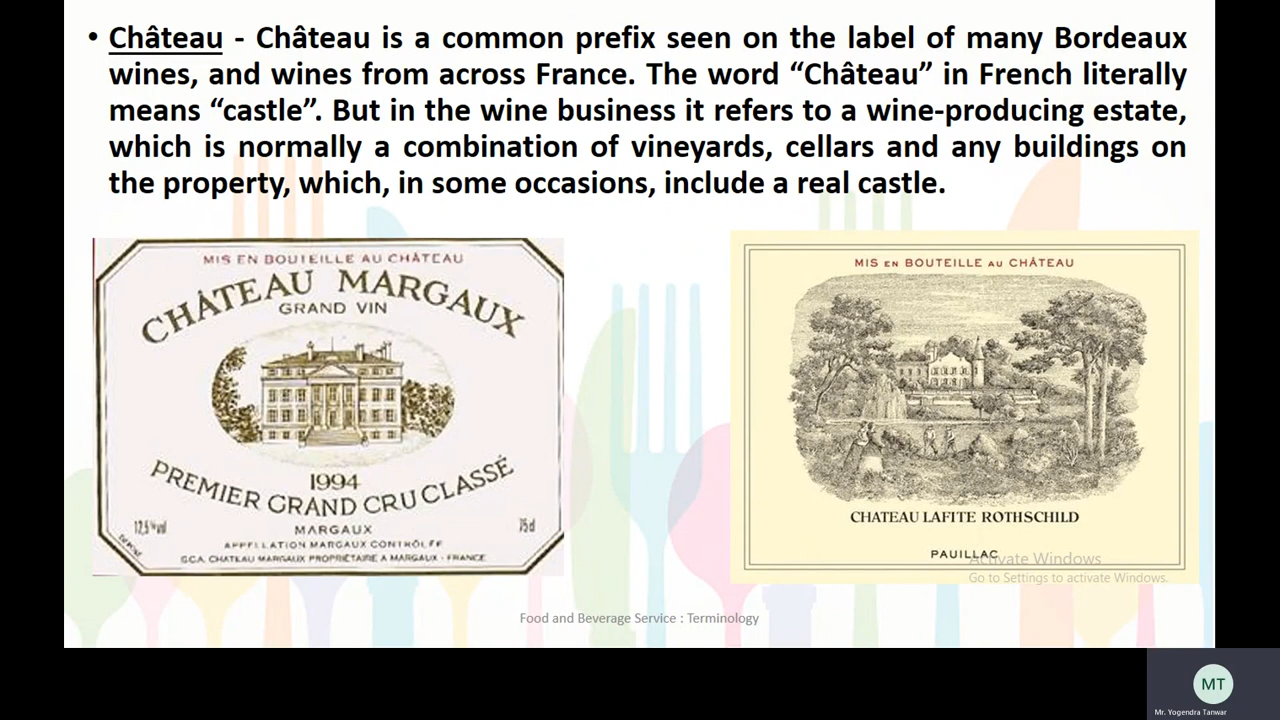 • Château - Château is a common prefix seen on the label of many Bordeaux
wines, and wines from across France. The word “Château” in French literally
means “castle”. But in the wine business it refers to a wine-producing estate,
which is normally a combination of vineyards, cellars and any buildings on
the property, which, in some occasions, include a real castle.
MIS EN BOUTEILLE AU CHÂTEAU
CHÂTEAU MARGAUX
GRAND VIN
1994
PREMIER GRAND CRU CLASSÉ
12,5%vol
MARGAUX
75cl
APPELLATION MARGAUX CONTRÔLÉE
S.C.A. CHATEAU MARGAUX PROPRIÉTAIRE A MARGAUX - FRANCE
MIS EN BOUTEILLE AU CHÂTEAU
CHATEAU LAFITE ROTHSCHILD
PAUILLAC
Activate Windows
Go to Settings to activate Windows.
Food and Beverage Service : Terminology
MT
Mr. Yogendra Tanwar